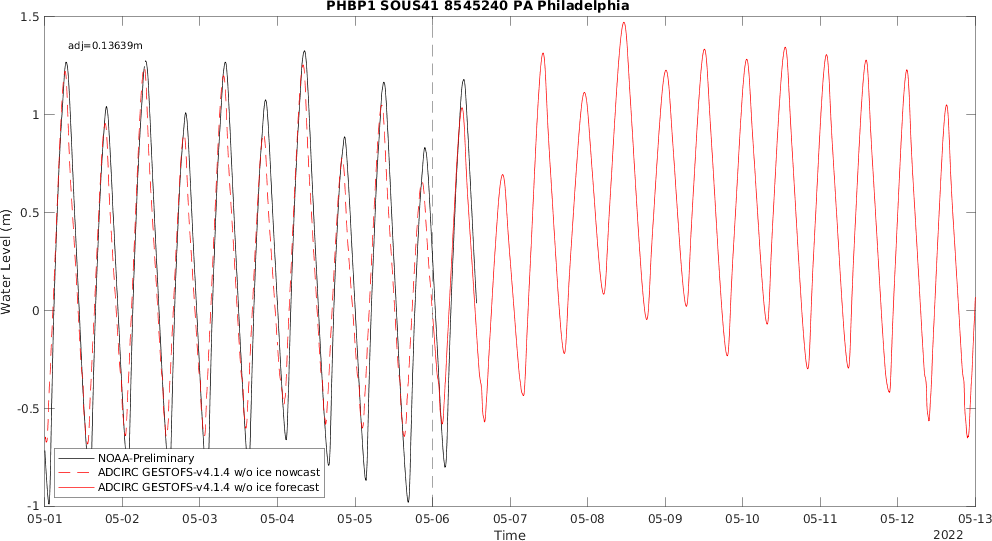 PHBP1 SOUS41 8545240 PA Philadelphia
adj=0.13639m
1.5
1
0.5
0
-0.5
-1
Water Level (m)
NOAA-Preliminary
ADCIRC GESTOFS-v4.1.4 w/o ice nowcast
ADCIRC GESTOFS-v4.1.4 w/o ice forecast
05-01 05-02 05-03 05-04 05-05 05-06 05-07 05-08 05-09 05-10 05-11 05-12 05-13
Time
2022